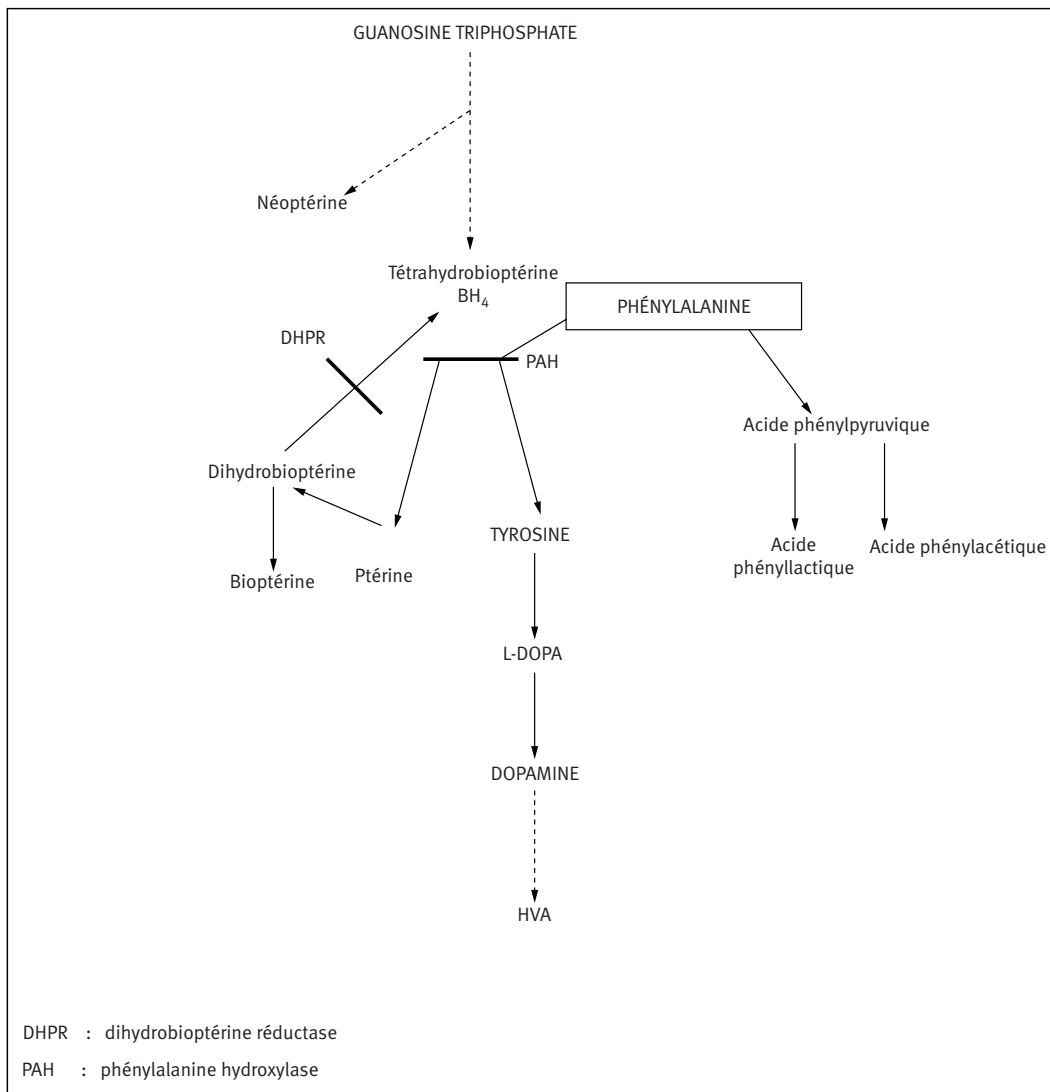 GUANOSINE TRIPHOSPHATE
Néoptérine
Tétrahydrobioptérine
BH4
PHÉNYLALANINE
DHPR
PAH
Acide phénylpyruvique
Dihydrobioptérine
TYROSINE
Acide
phényllactique
Acide phénylacétique
Bioptérine
Ptérine
L-DOPA
DOPAMINE
HVA
DHPR : dihydrobioptérine réductase
PAH : phénylalanine hydroxylase